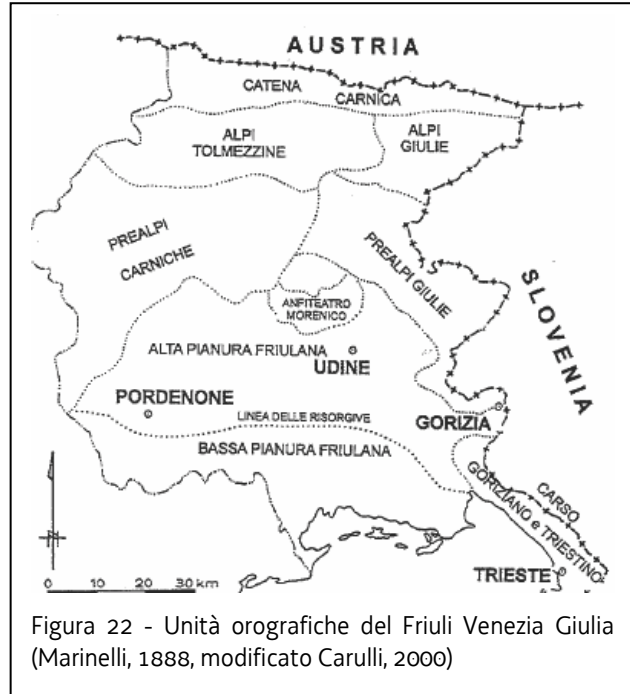 AUSTRIA
CATENA
CARNICA
ALPI
TOLMEZZINE
ALPI
GIULIE
PREALPI
CARNICHE
PREALPI GIULIE
SLOVENIA
ANFITEATRO
MORENICO
ALTA PIANURA FRIULANA
UDINE
PORDENONE
LINEA DELLE RISORGIVE
GORIZIA
BASSA PIANURA FRIULANA
CARSO
GORIZIANO e TRIESTINO
TRIESTE
0 10 20 30 km
Figura 22 - Unità orografiche del Friuli Venezia Giulia
(Marinelli, 1888, modificato Carulli, 2000)